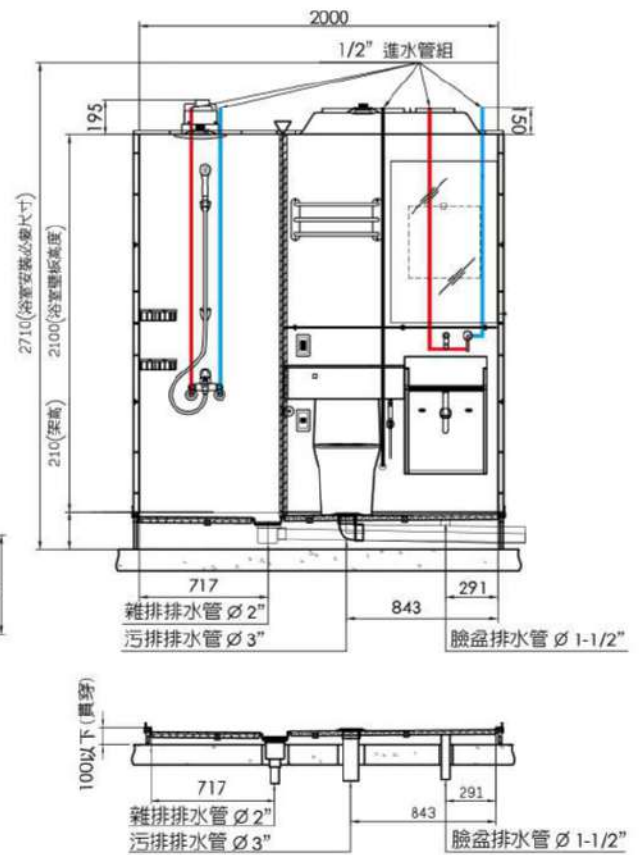 2000
1/2” 進水管組
195
150
2710(浴室安裝必要尺寸)
2100(浴室壁板高度)
210(架高)
717
291
843
雜排排水管 Ø 2”
污排排水管 Ø 3”
臉盆排水管 Ø 1-1/2”
100以下(貫穿)
717
291
843
雜排排水管 Ø 2”
污排排水管 Ø 3”
臉盆排水管 Ø 1-1/2”